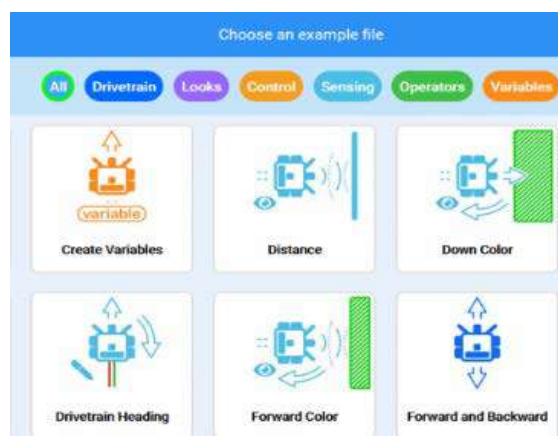 Choose an example file
All Drivetrain Looks Control Sensing Operators Variables
(variable)
Create Variables Distance Down Color
Drivetrain Heading Forward Color Forward and Backward